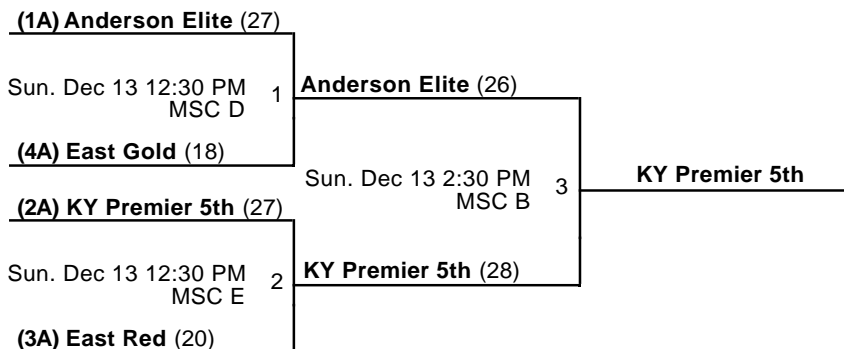 (1A) Anderson Elite (27)
Sun. Dec 13 12:30 PM
MSC D
1
Anderson Elite (26)
(4A) East Gold (18)
Sun. Dec 13 2:30 PM
MSC B
3
KY Premier 5th
(2A) KY Premier 5th (27)
Sun. Dec 13 12:30 PM
MSC E
2
KY Premier 5th (28)
(3A) East Red (20)